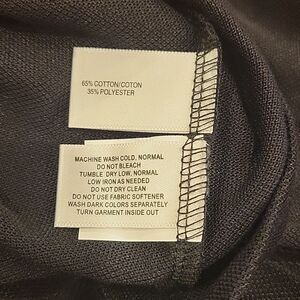 65% COTTON/COTON
35% POLYESTER
MACHINE WASH COLD, NORMAL
DO NOT BLEACH
TUMBLE DRY LOW, NORMAL
LOW IRON AS NEEDED
DO NOT DRY CLEAN
DO NOT USE FABRIC SOFTENER
WASH DARK COLORS SEPARATELY
TURN GARMENT INSIDE OUT